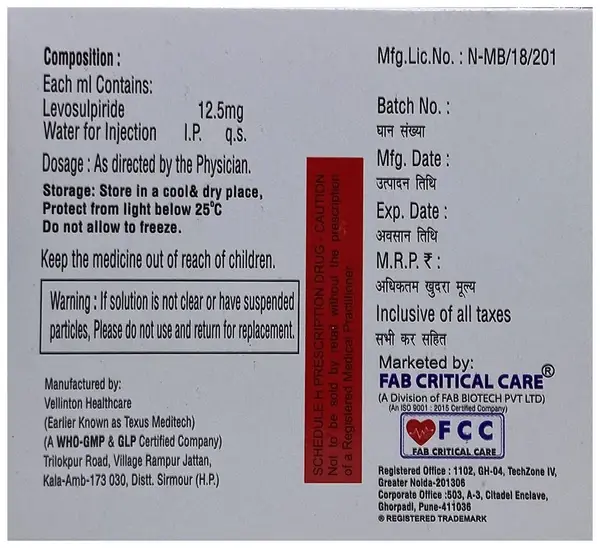 Composition :
Each ml Contains:
Levosulpiride 12.5mg
Water for Injection I.P. q.s.
Dosage : As directed by the Physician.
Storage: Store in a cool& dry place,
Protect from light below 25°C
Do not allow to freeze.
Keep the medicine out of reach of children.
Warning : If solution is not clear or have suspended
particles, Please do not use and return for replacement.
Manufactured by:
Vellinton Healthcare
(Earlier Known as Texus Meditech)
(A WHO-GMP & GLP Certified Company)
Trilokpur Road, Village Rampur Jattan,
Kala-Amb-173 030, Distt. Sirmour (H.P.)
SCHEDULE H PRESCRIPTION DRUG - CAUTION
Not to be sold by retail without the prescription
of a Registered Medical Practitioner
Mfg.Lic.No. : N-MB/18/201
Batch No. :
घान संख्या
Mfg. Date :
उत्पादन तिथि
Exp. Date :
अवसान तिथि
M.R.P. ₹ :
अधिकतम खुदरा मूल्य
Inclusive of all taxes
सभी कर सहित
Marketed by:
FAB CRITICAL CARE®
(A Division of FAB BIOTECH PVT LTD)
(An ISO 9001 : 2015 Certified Company)
FCC
FAB CRITICAL CARE
Registered Office : 1102, GH-04, TechZone IV,
Greater Noida-201306
Corporate Office :503, A-3, Citadel Enclave,
Ghorpadi, Pune-411036
® REGISTERED TRADEMARK